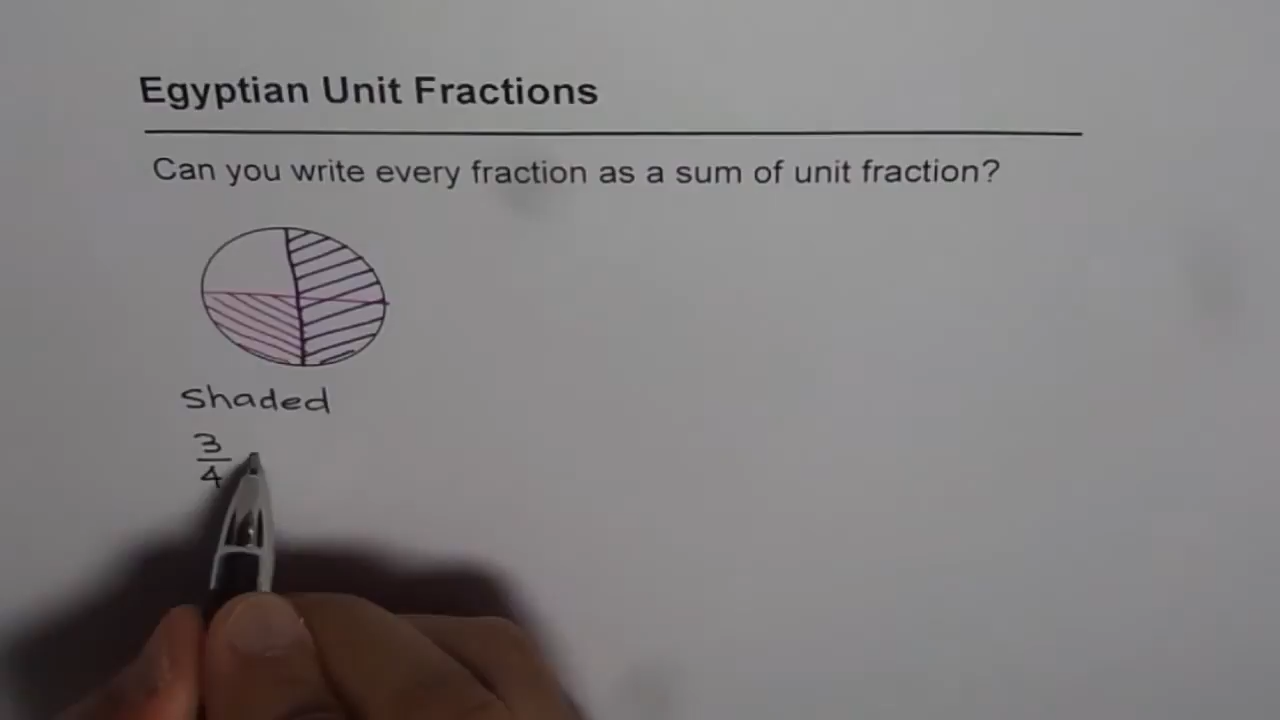 Egyptian Unit Fractions
Can you write every fraction as a sum of unit fraction?
Shaded
3
4